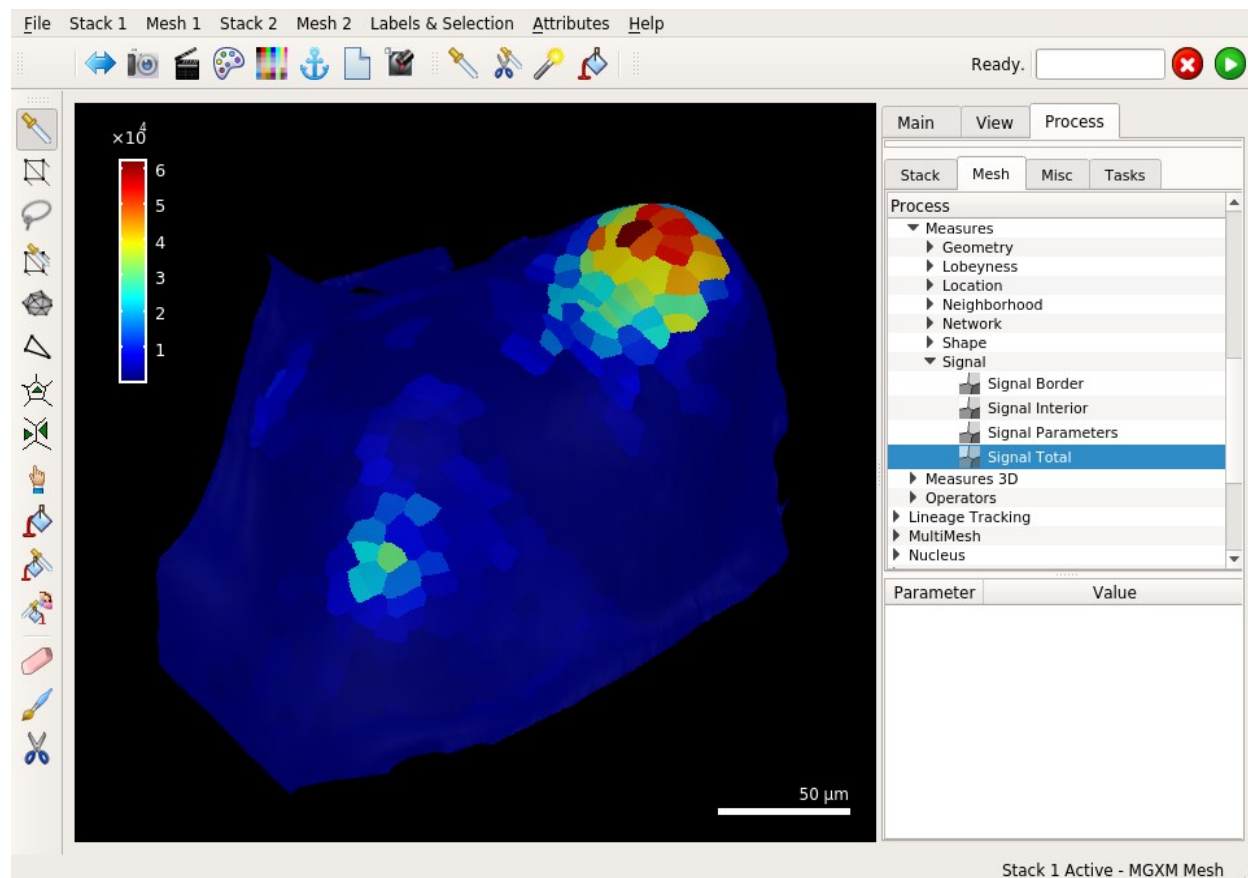 File Stack 1 Mesh 1 Stack 2 Mesh 2 Labels & Selection Attributes Help
Ready.
×10⁴
6
5
4
3
2
1
50 µm
Main View Process
Stack Mesh Misc Tasks
Process
Measures
Geometry
Lobeyness
Location
Neighborhood
Network
Shape
Signal
Signal Border
Signal Interior
Signal Parameters
Signal Total
Measures 3D
Operators
Lineage Tracking
MultiMesh
Nucleus
Parameter Value
Stack 1 Active - MGXM Mesh